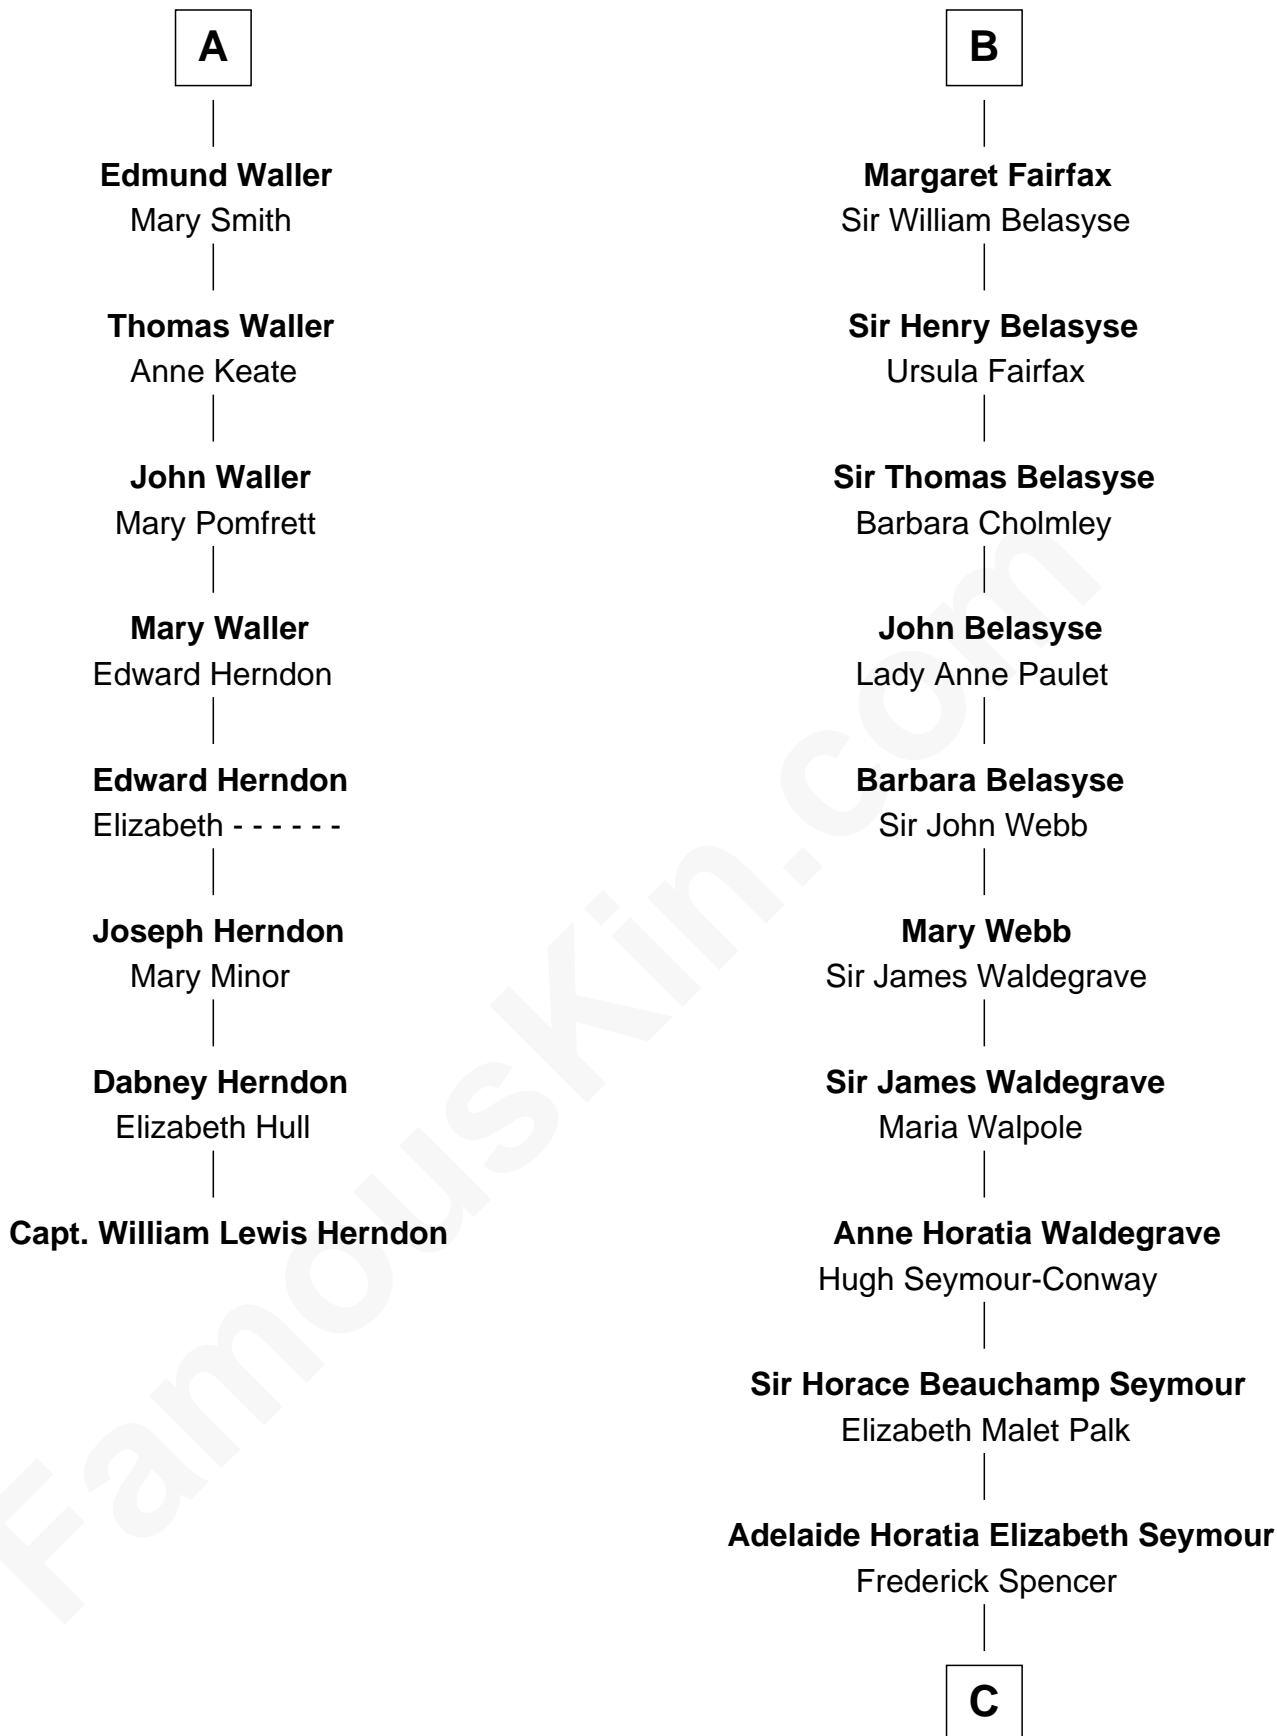 A
Edmund Waller
Mary Smith
Thomas Waller
Anne Keate
John Waller
Mary Pomfrett
Mary Waller
Edward Herndon
Edward Herndon
Elizabeth - - - - - -
Joseph Herndon
Mary Minor
Dabney Herndon
Elizabeth Hull
Capt. William Lewis Herndon
B
Margaret Fairfax
Sir William Belasyse
Sir Henry Belasyse
Ursula Fairfax
Sir Thomas Belasyse
Barbara Cholmley
John Belasyse
Lady Anne Paulet
Barbara Belasyse
Sir John Webb
Mary Webb
Sir James Waldegrave
Sir James Waldegrave
Maria Walpole
Anne Horatia Waldegrave
Hugh Seymour-Conway
Sir Horace Beauchamp Seymour
Elizabeth Malet Palk
Adelaide Horatia Elizabeth Seymour
Frederick Spencer
C
FamousKin.com